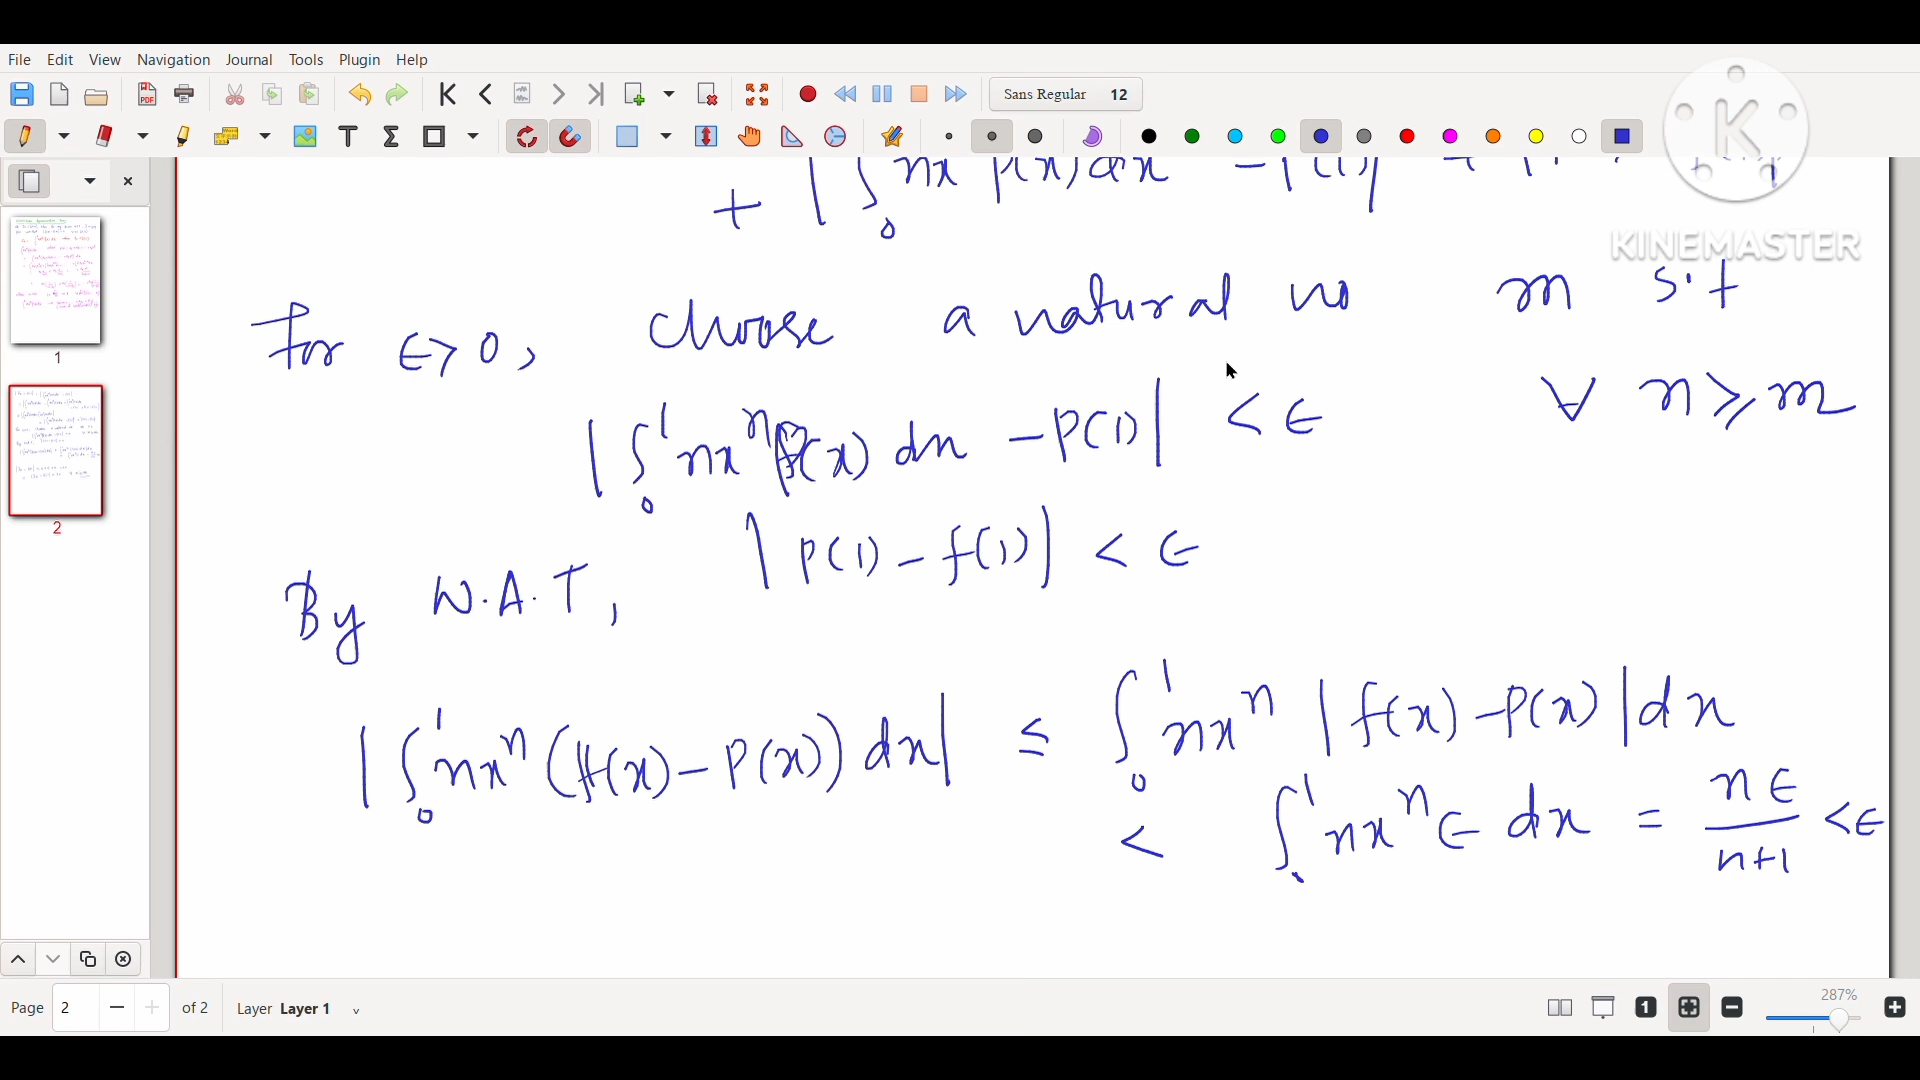 File Edit View Navigation Journal Tools Plugin Help
Sans Regular 12
KINEMASTER
+ | ∫₀ nx p(x) dx - p(1) | +
for ϵ > 0, choose a natural no m s.t
| ∫₀¹ nxⁿ p(x) dx - P(1) | < ϵ ∀ n ⩾ m
| P(1) - f(1) | < ϵ
By W.A.T,
| ∫₀¹ nxⁿ (f(x) - P(x)) dx | ≤ ∫₀¹ nxⁿ | f(x) - P(x) | dx
< ∫₀¹ nxⁿ ϵ dx = nϵ/n+1 < ϵ
1
2
Page 2 of 2 Layer Layer 1
287%